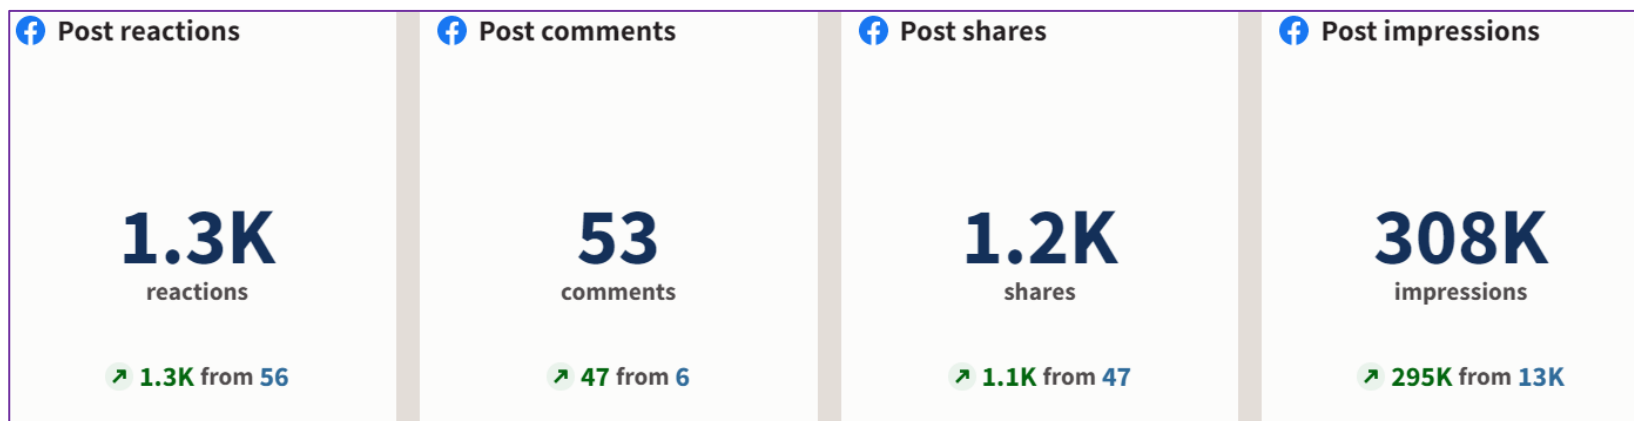 Post reactions
1.3K
reactions
1.3K from 56
Post comments
53
comments
47 from 6
Post shares
1.2K
shares
1.1K from 47
Post impressions
308K
impressions
295K from 13K